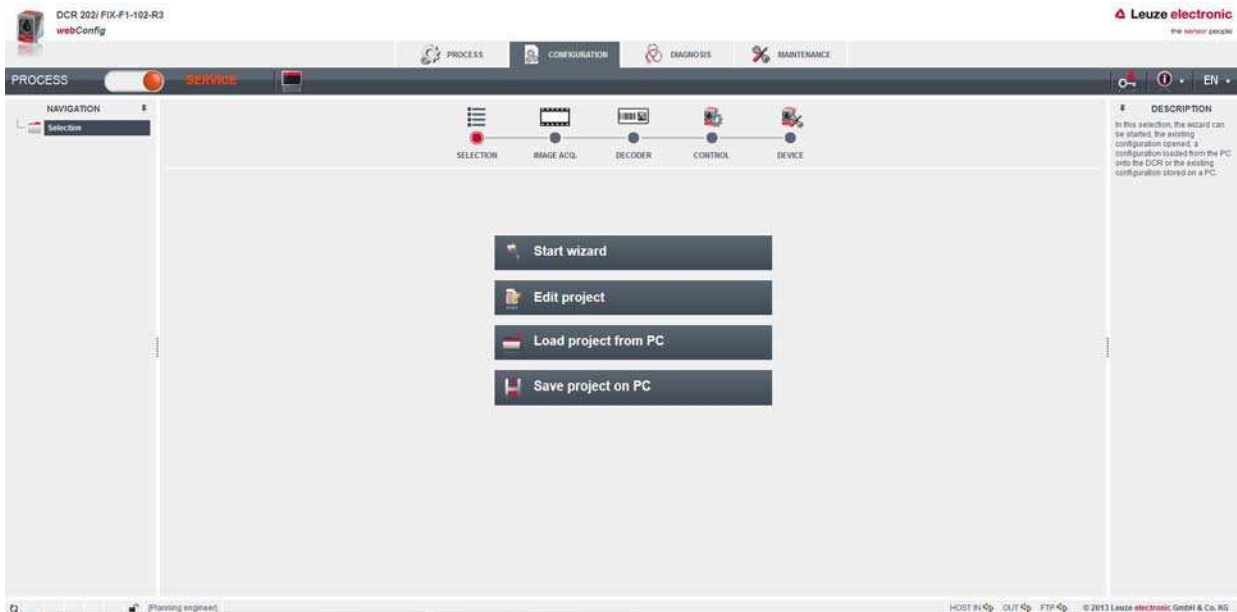 DCR 202/ FIX-F1-102-R3
webConfig
Leuze electronic
the sensor people
PROCESS
CONFIGURATION
DIAGNOSIS
MAINTENANCE
PROCESS
SERVICE
EN
NAVIGATION
Selection
SELECTION
IMAGE ACQ.
DECODER
CONTROL
DEVICE
Start wizard
Edit project
Load project from PC
Save project on PC
DESCRIPTION
In this selection, the wizard can
be started, the existing
configuration opened, a
configuration loaded from the PC
onto the DCR or the existing
configuration stored on a PC.
[Planning engineer]
HOST IN OUT FTP © 2013 Leuze electronic GmbH & Co. KG